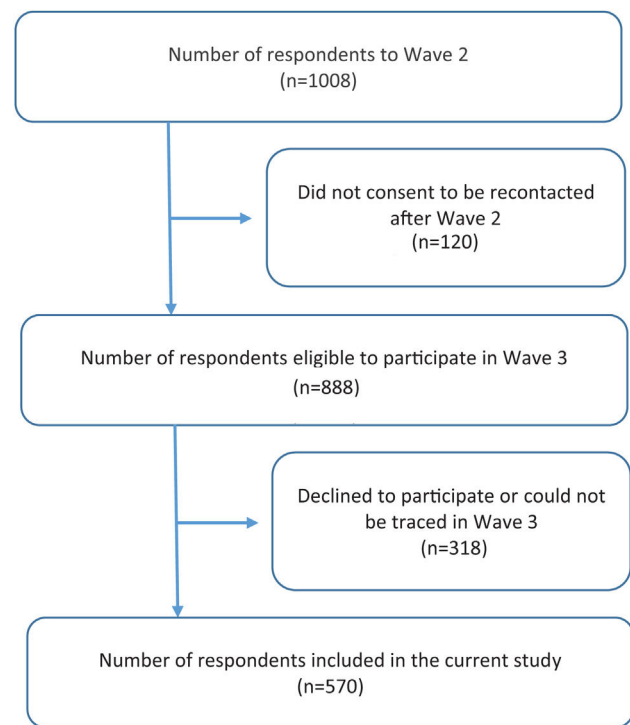 Number of respondents to Wave 2
(n=1008)
Did not consent to be recontacted
after Wave 2
(n=120)
Number of respondents eligible to participate in Wave 3
(n=888)
Declined to participate or could not
be traced in Wave 3
(n=318)
Number of respondents included in the current study
(n=570)